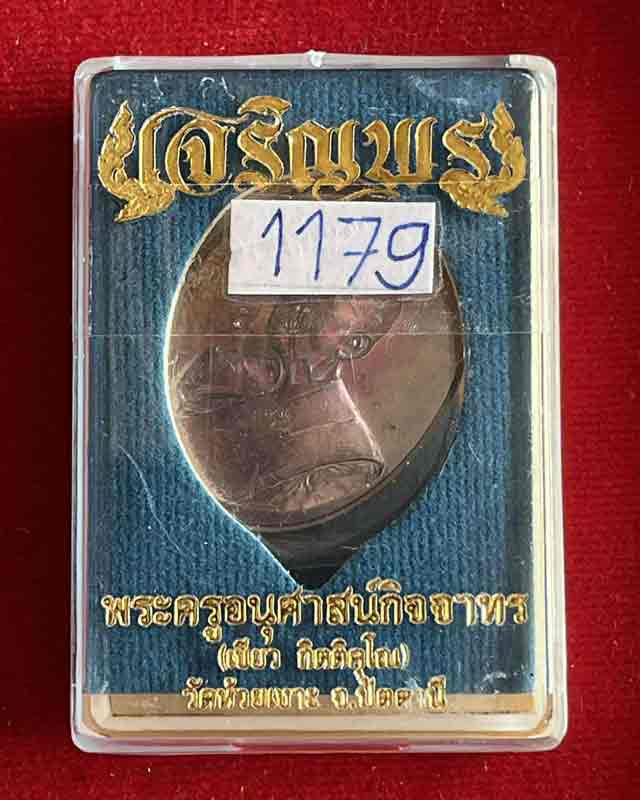 เจริญพร
1179
พระครูอนุศาสน์กิจจาทร
(เขียว กิตติคุโณ)
วัดห้วยเงาะ จ.ปัตตานี